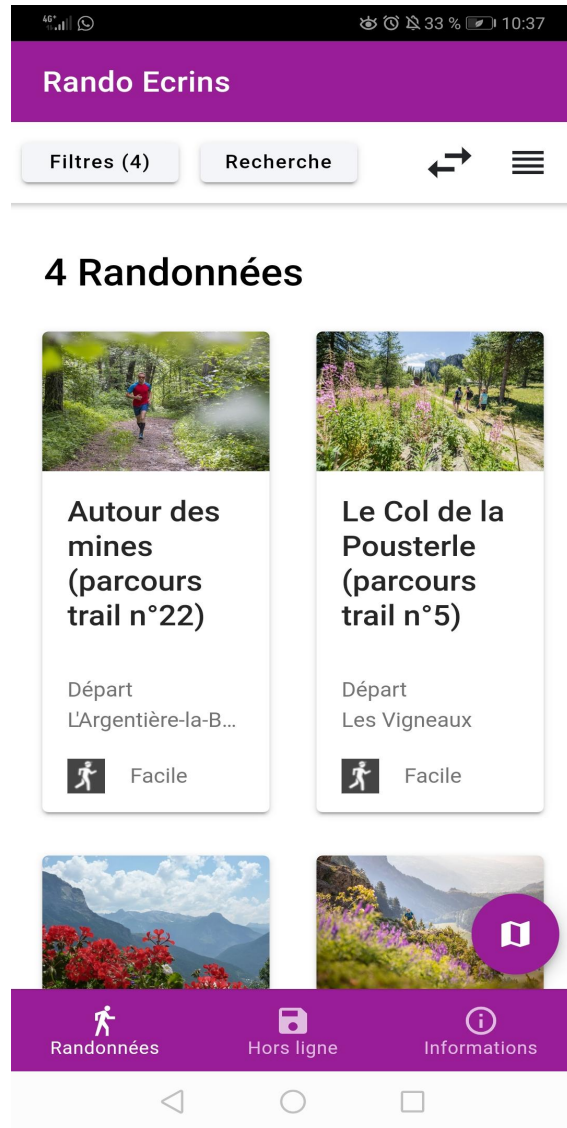 46+ 33 % 10:37
Rando Ecrins
Filtres (4) Recherche
4 Randonnées
Autour des
mines
(parcours
trail n°22)
Départ
L'Argentière-la-B...
Facile
Le Col de la
Pousterle
(parcours
trail n°5)
Départ
Les Vigneaux
Facile
Randonnées Hors ligne Informations